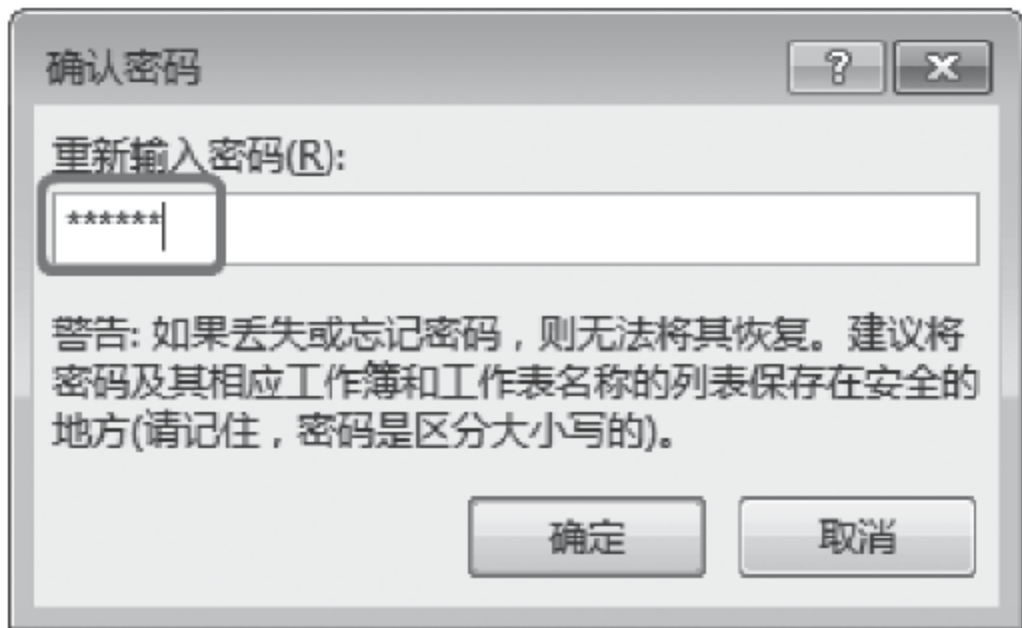 确认密码
重新输入密码(R):
******
警告: 如果丢失或忘记密码，则无法将其恢复。建议将
密码及其相应工作簿和工作表名称的列表保存在安全的
地方(请记住，密码是区分大小写的)。
确定
取消